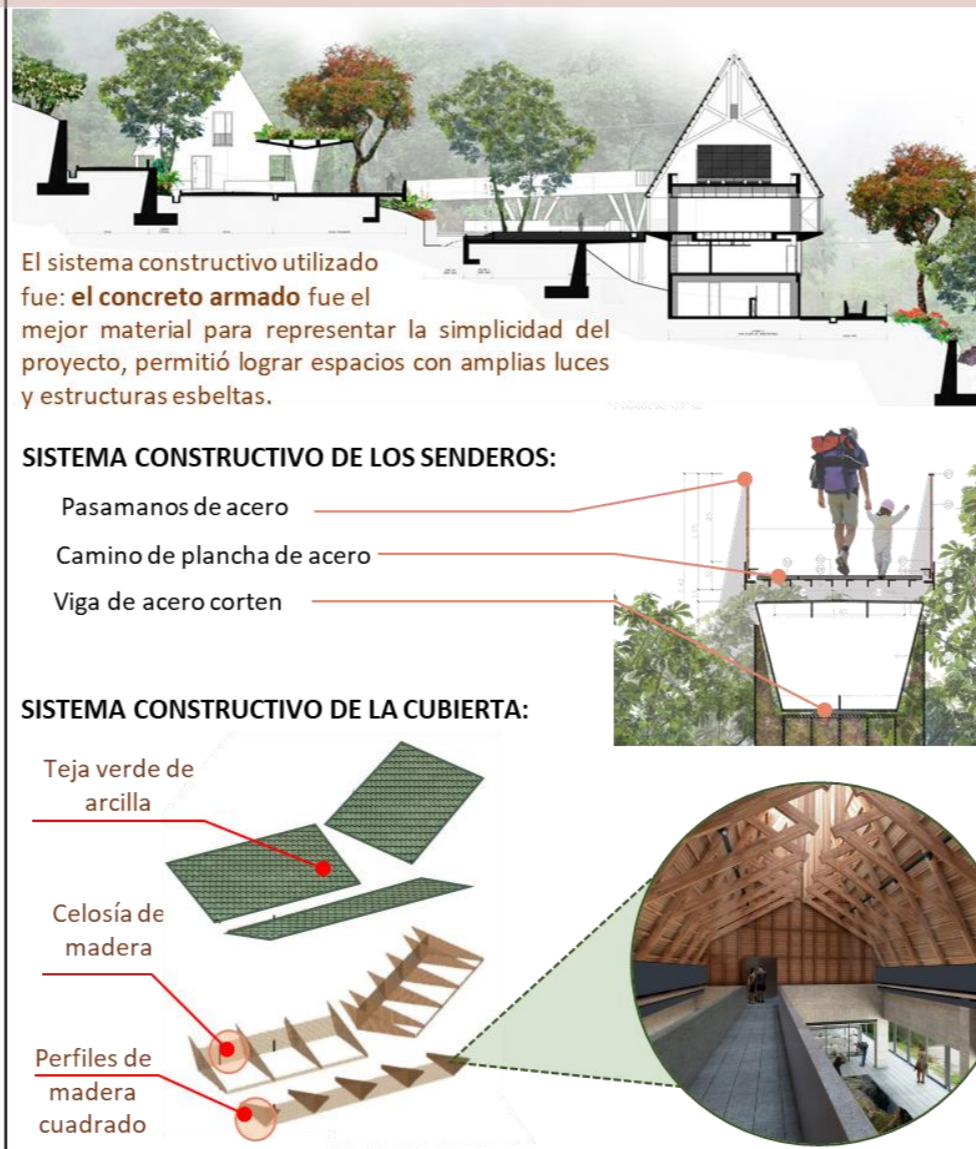 El sistema constructivo utilizado
fue: el concreto armado fue el
mejor material para representar la simplicidad del
proyecto, permitió lograr espacios con amplias luces
y estructuras esbeltas.
SISTEMA CONSTRUCTIVO DE LOS SENDEROS:
Pasamanos de acero
Camino de plancha de acero
Viga de acero corten
SISTEMA CONSTRUCTIVO DE LA CUBIERTA:
Teja verde de
arcilla
Celosía de
madera
Perfiles de
madera
cuadrado